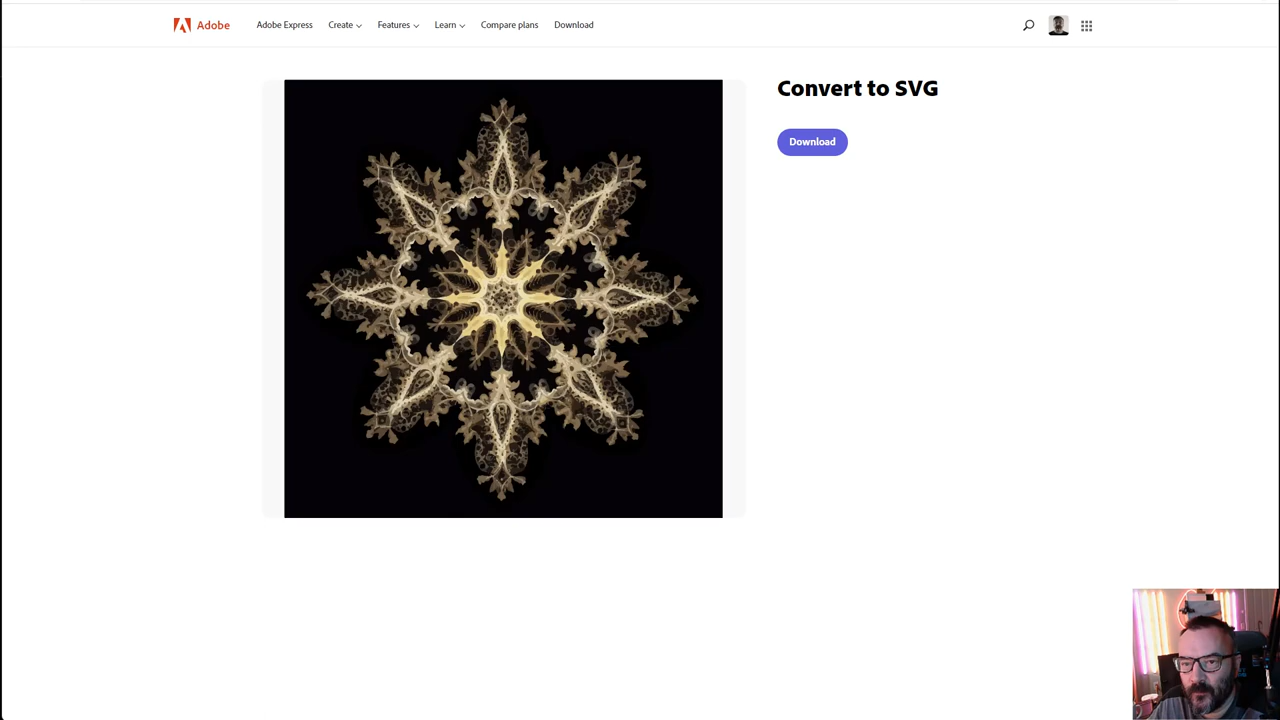 Adobe
Adobe Express
Create
Features
Learn
Compare plans
Download
Convert to SVG
Download